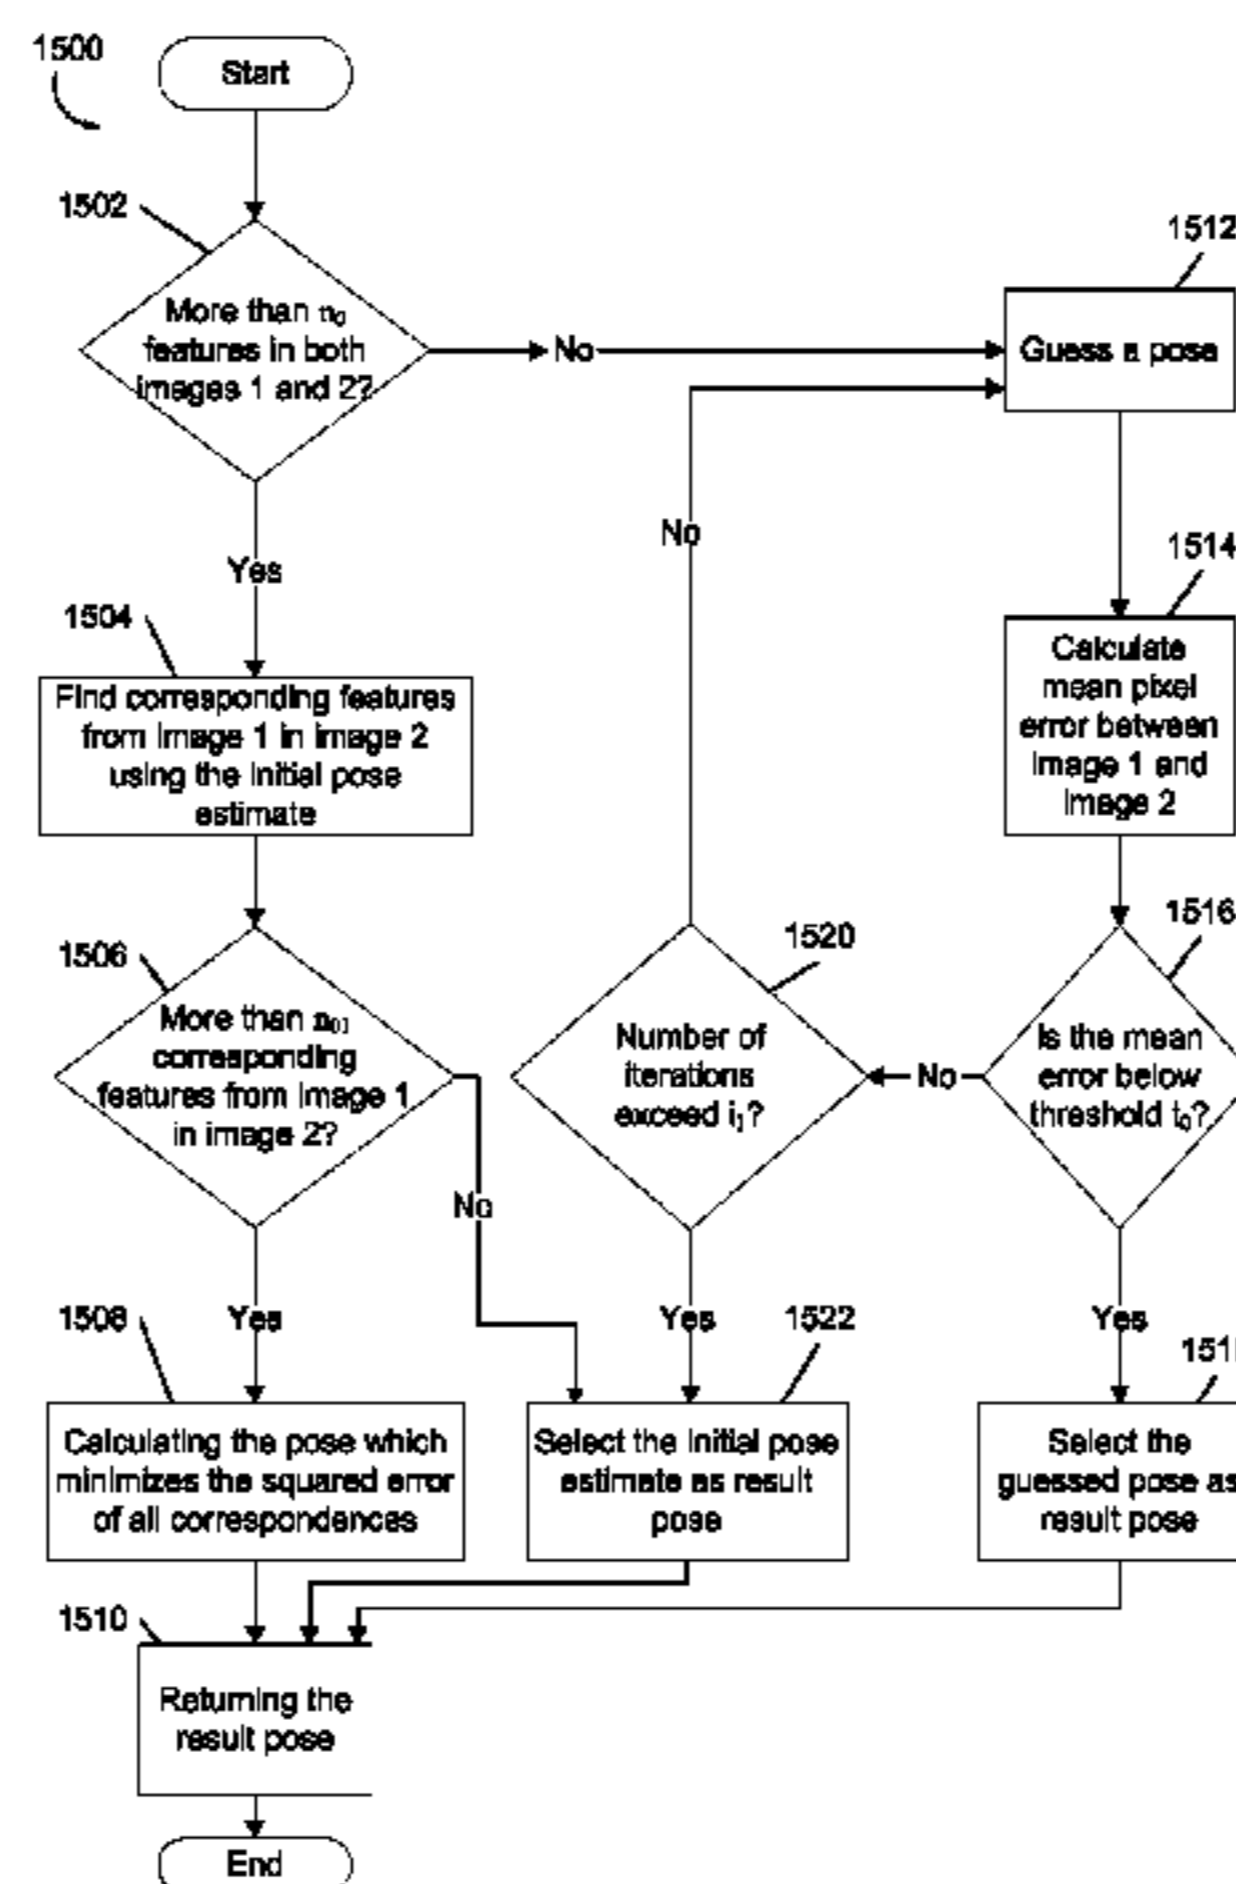 1500
Start
1502
More than n0
features in both
images 1 and 2?
No
Yes
1512
Guess a pose
No
1504
Find corresponding features
from image 1 in image 2
using the initial pose
estimate
1514
Calculate
mean pixel
error between
image 1 and
image 2
1506
More than n01
corresponding
features from image 1
in image 2?
No
Yes
1520
Number of
iterations
exceed i1?
Yes
1516
Is the mean
error below
threshold t0?
No
Yes
1508
Calculating the pose which
minimizes the squared error
of all correspondences
1522
Select the initial pose
estimate as result
pose
151
Select the
guessed pose as
result pose
1510
Returning the
result pose
End